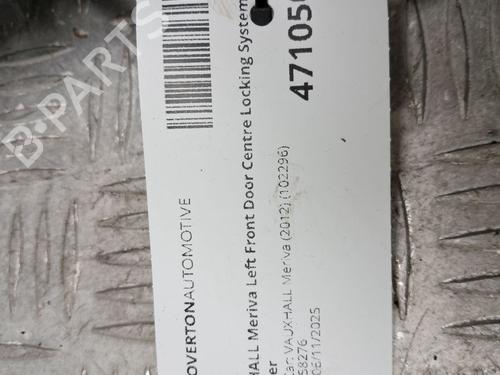 B-PARTS
OVERTONAUTOMOTIVE
HALL Meriva Left Front Door Centre Locking System
er
Car: VAUXHALL Meriva (2012) (102296)
58276
06/11/2025
47105